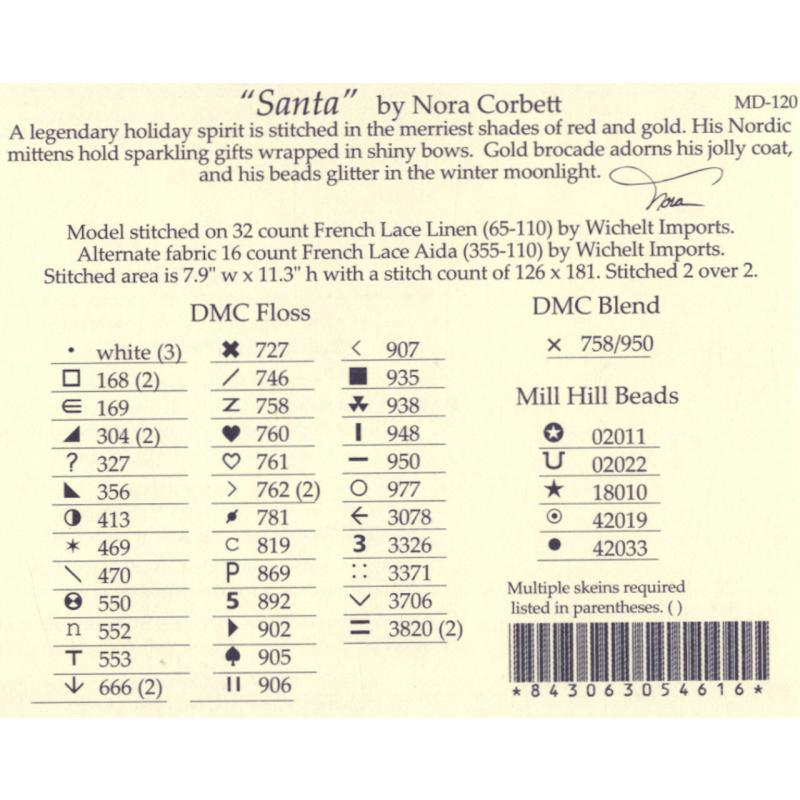 "Santa" by Nora Corbett
MD-120
A legendary holiday spirit is stitched in the merriest shades of red and gold. His Nordic
mittens hold sparkling gifts wrapped in shiny bows. Gold brocade adorns his jolly coat,
and his beads glitter in the winter moonlight.
Nora
Model stitched on 32 count French Lace Linen (65-110) by Wichelt Imports.
Alternate fabric 16 count French Lace Aida (355-110) by Wichelt Imports.
Stitched area is 7.9" w x 11.3" h with a stitch count of 126 x 181. Stitched 2 over 2.
DMC Floss
• white (3)
□ 168 (2)
∈ 169
◢ 304 (2)
? 327
◣ 356
◑ 413
✶ 469
\ 470
550
n 552
T 553
↓ 666 (2)
✖ 727
/ 746
Z 758
♥ 760
♡ 761
> 762 (2)
781
C 819
P 869
5 892
▶ 902
♠ 905
II 906
< 907
■ 935
938
I 948
— 950
○ 977
← 3078
3 3326
:: 3371
∨ 3706
= 3820 (2)
DMC Blend
× 758/950
Mill Hill Beads
✪ 02011
U 02022
★ 18010
⊙ 42019
● 42033
Multiple skeins required
listed in parentheses. ( )
*843063054616*